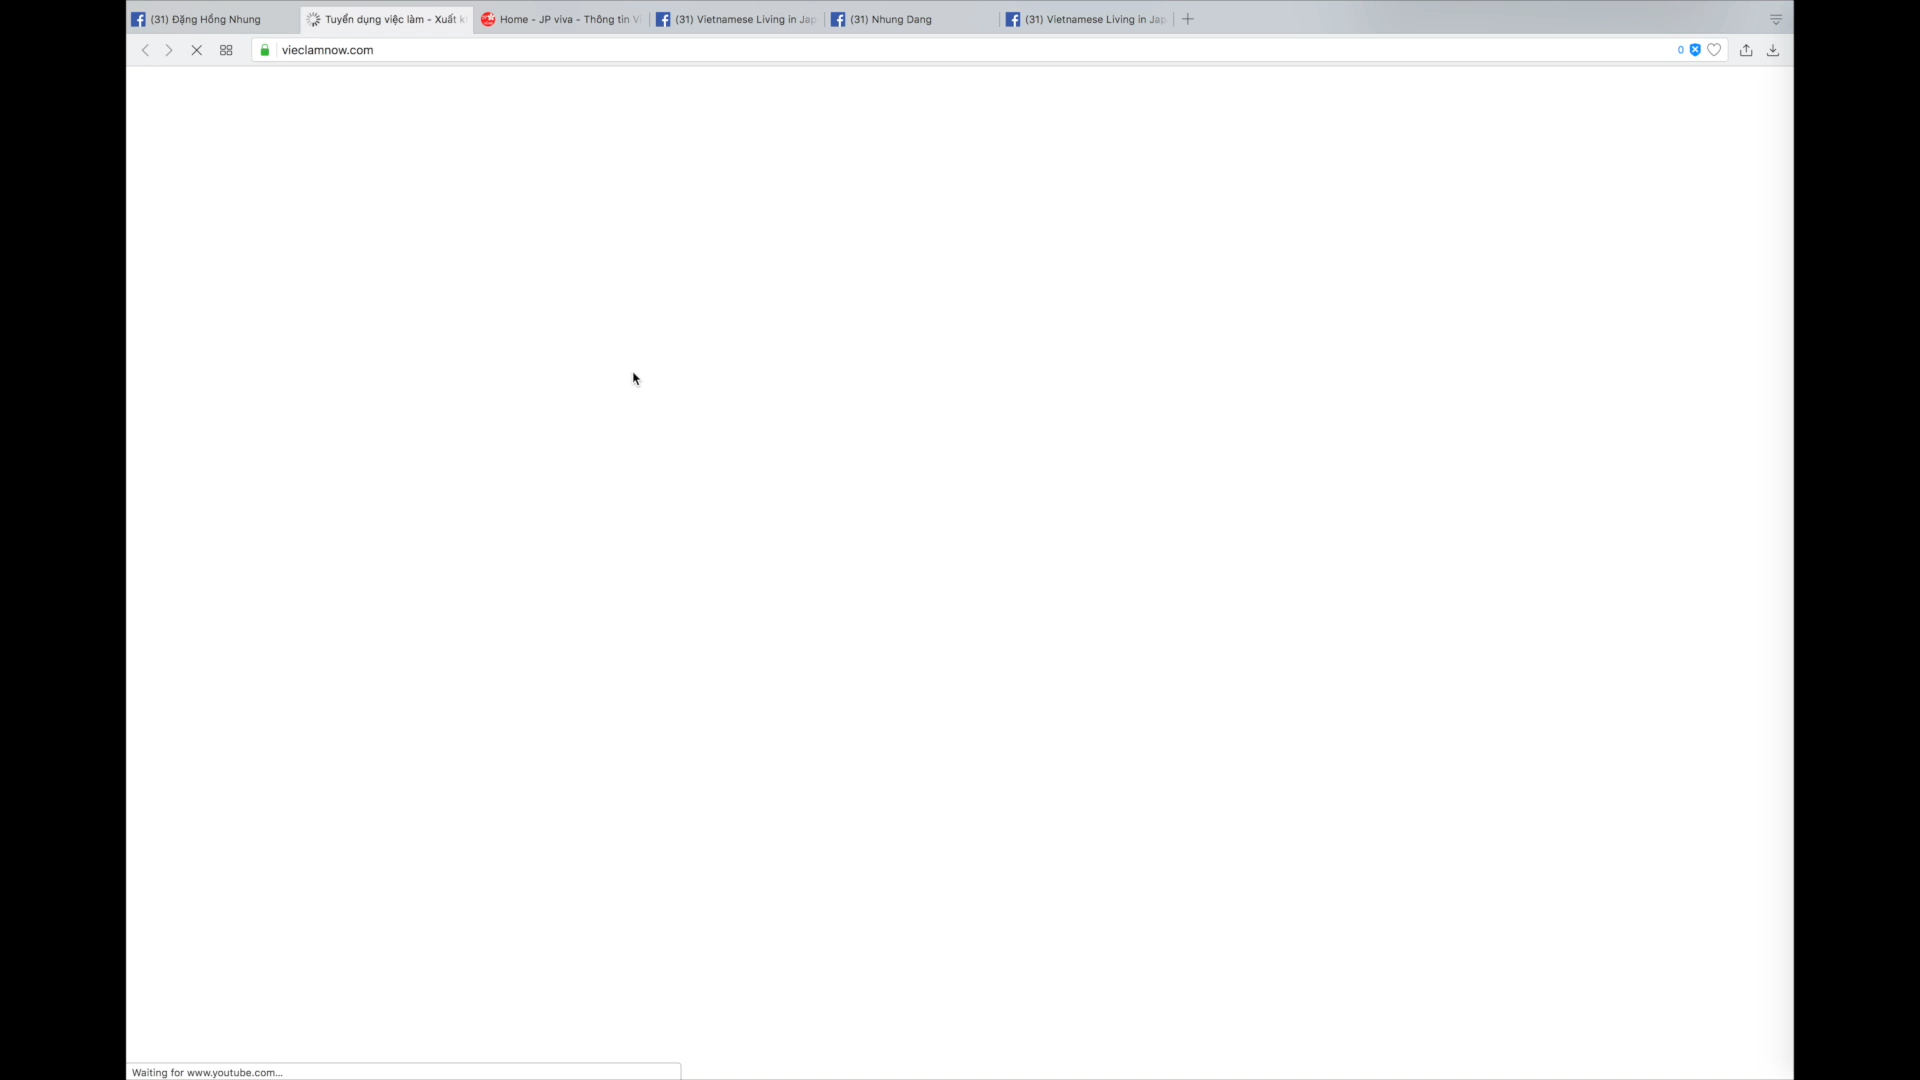 (31) Đặng Hồng Nhung
Tuyển dụng việc làm - Xuất
Home - JP viva - Thông tin
(31) Vietnamese Living in Jap
(31) Nhung Dang
(31) Vietnamese Living in Jap
vieclamnow.com
0
Waiting for www.youtube.com...